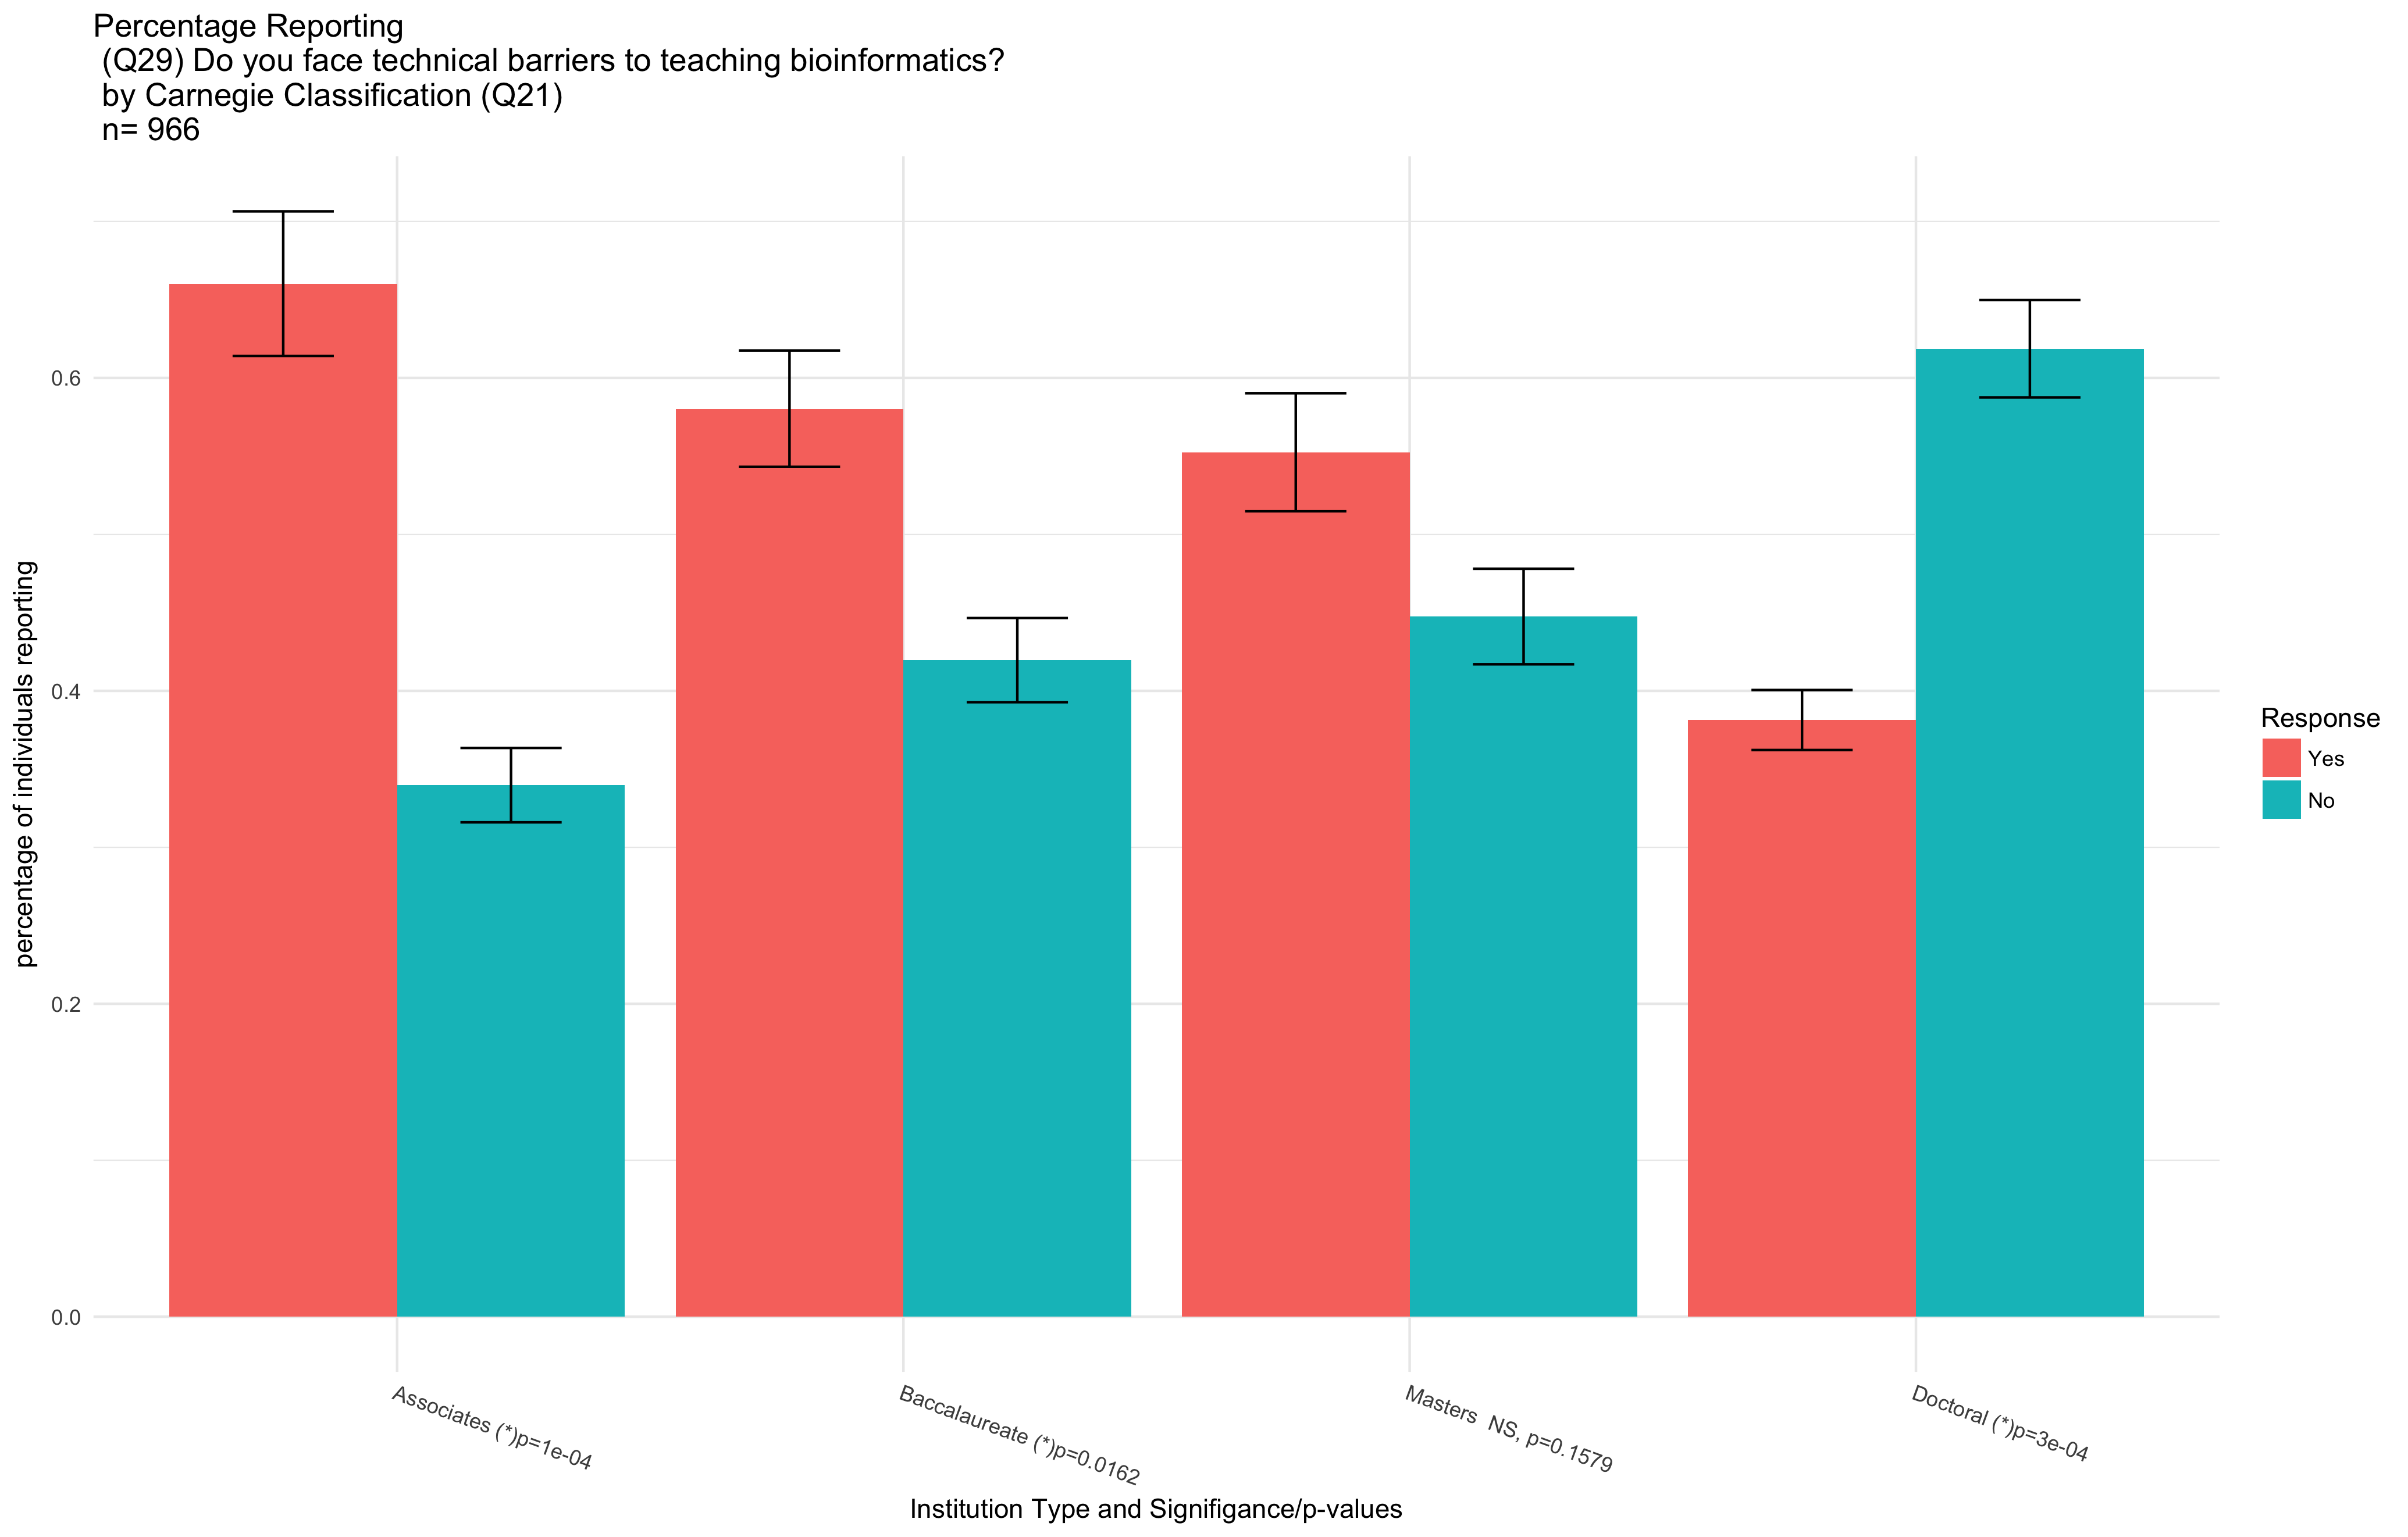 Percentage Reporting
(Q29) Do you face technical barriers to teaching bioinformatics?
by Carnegie Classification (Q21)
n= 966
percentage of individuals reporting
0.6
0.4
0.2
0.0
Response
Yes
No
Associates (*)p=1e-04
Baccalaureate (*)p=0.0162
Masters  NS, p=0.1579
Doctoral (*)p=3e-04
Institution Type and Signifigance/p-values